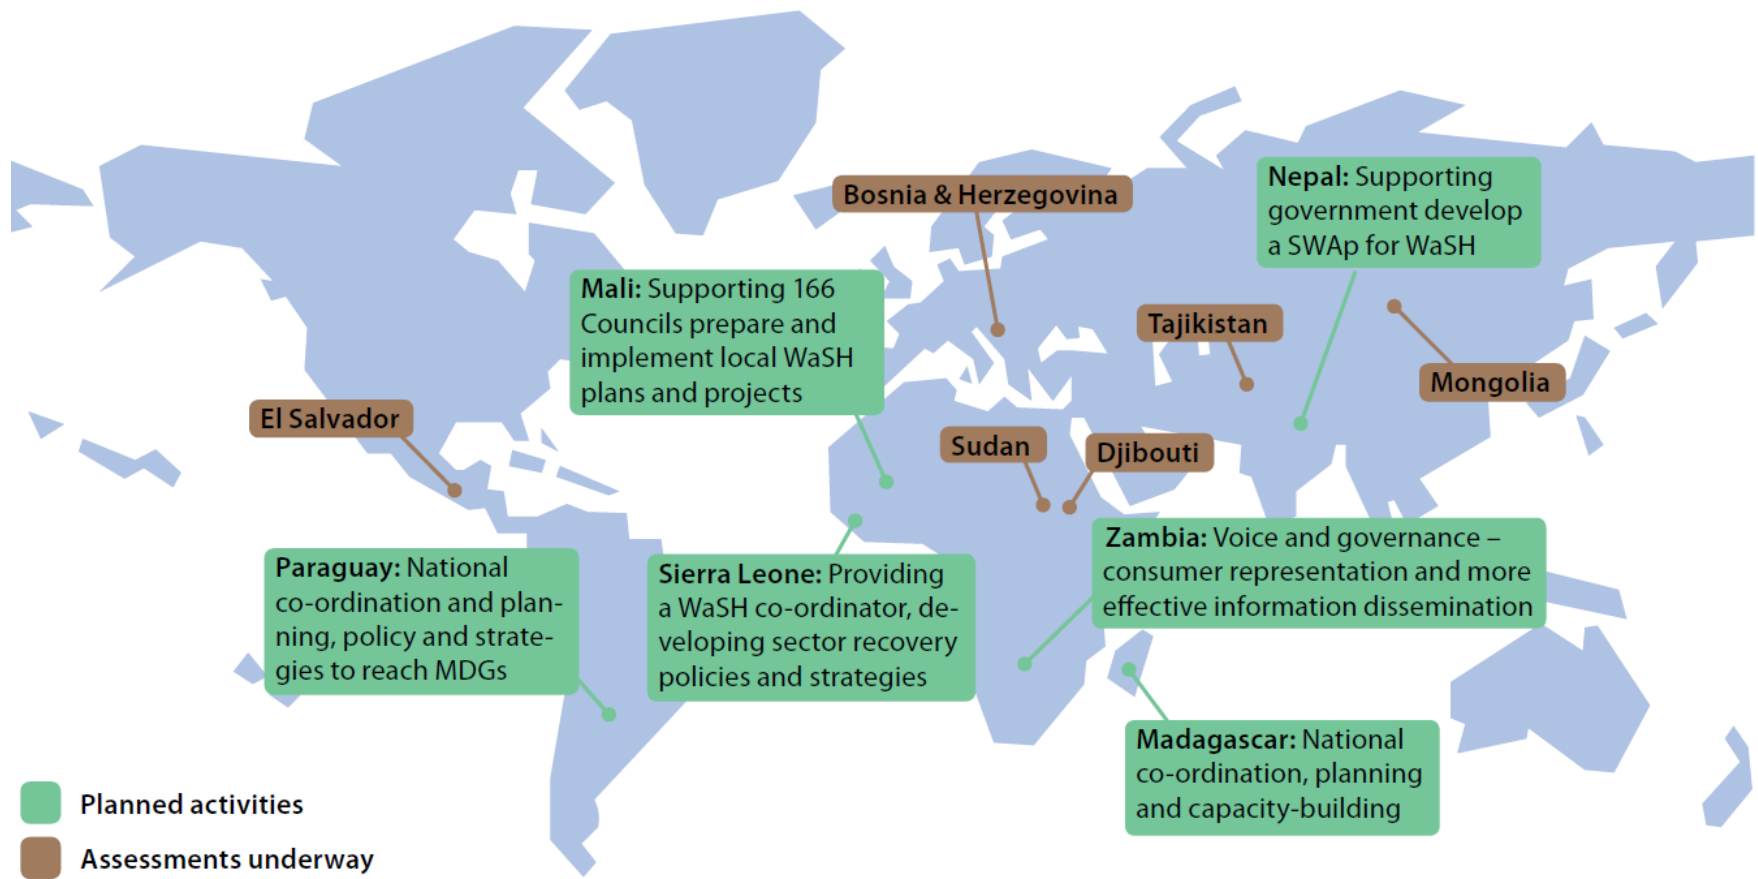 Bosnia & Herzegovina
Nepal: Supporting
government develop
a SWAp for WaSH
Mali: Supporting 166
Councils prepare and
implement local WaSH
plans and projects
Tajikistan
Mongolia
El Salvador
Sudan
Djibouti
Zambia: Voice and governance –
consumer representation and more
effective information dissemination
Paraguay: National
co-ordination and plan-
ning, policy and strate-
gies to reach MDGs
Sierra Leone: Providing
a WaSH co-ordinator, de-
veloping sector recovery
policies and strategies
Madagascar: National
co-ordination, planning
and capacity-building
Planned activities
Assessments underway